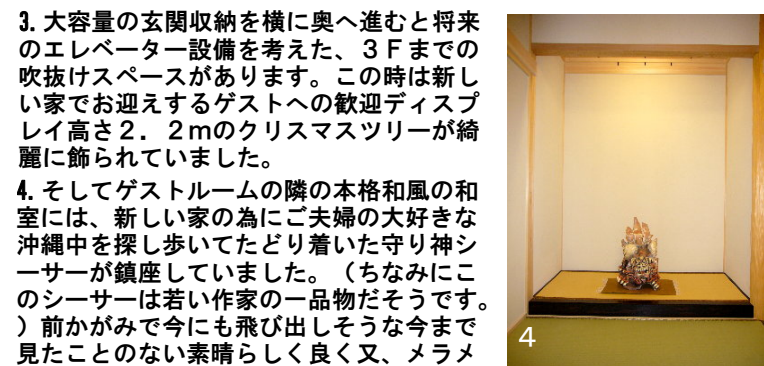 3.大容量の玄関収納を横に奥へ進むと将来
のエレベーター設備を考えた、３Ｆまでの
吹抜けスペースがあります。この時は新し
い家でお迎えするゲストへの歓迎ディスプ
レイ高さ２．２ｍのクリスマスツリーが綺
麗に飾られていました。
4.そしてゲストルームの隣の本格和風の和
室には、新しい家の為にご夫婦の大好きな
沖縄中を探し歩いてたどり着いた守り神シ
ーサーが鎮座していました。（ちなみにこ
のシーサーは若い作家の一品物だそうです。
）前かがみで今にも飛び出しそうな今まで
見たことのない素晴らしく良く又、メラメ
4